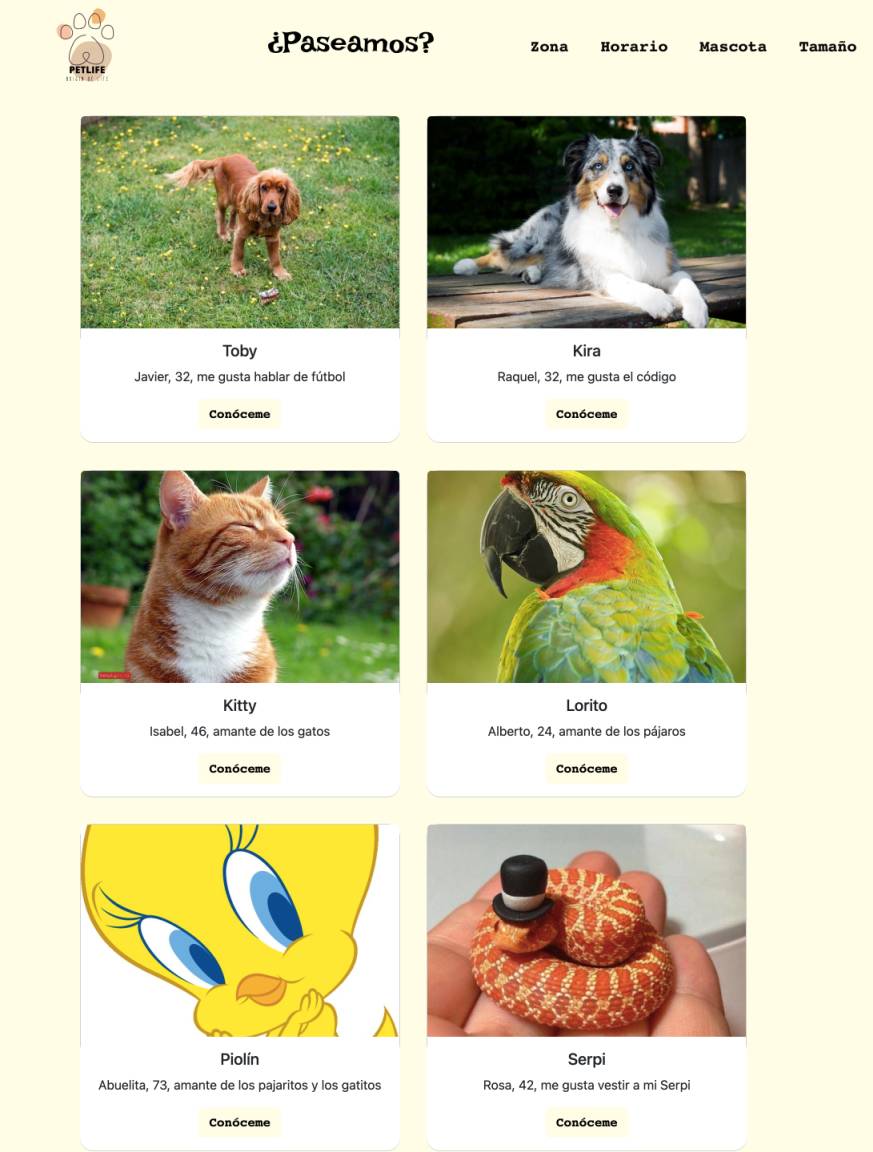 PETLIFE
¿Paseamos?
Zona Horario Mascota Tamaño
Toby
Javier, 32, me gusta hablar de fútbol
Conóceme
Kira
Raquel, 32, me gusta el código
Conóceme
Kitty
Isabel, 46, amante de los gatos
Conóceme
Lorito
Alberto, 24, amante de los pájaros
Conóceme
Piolín
Abuelita, 73, amante de los pajaritos y los gatitos
Conóceme
Serpi
Rosa, 42, me gusta vestir a mi Serpi
Conóceme